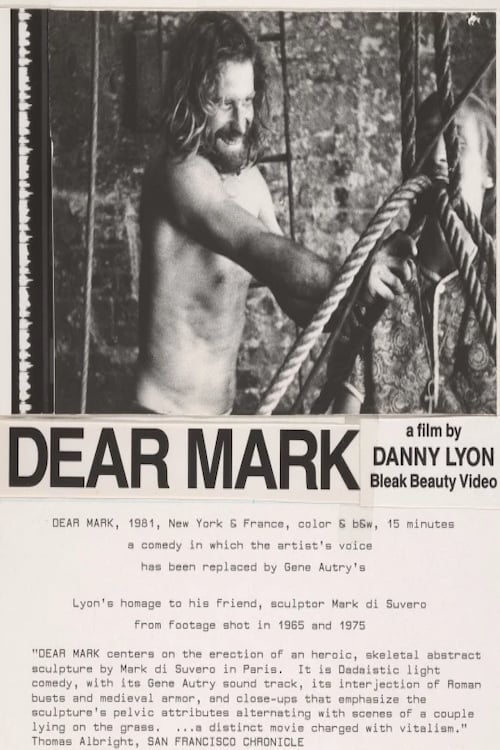 DEAR MARK
a film by
DANNY LYON
Bleak Beauty Video
DEAR MARK, 1981, New York & France, color & b&w, 15 minutes
a comedy in which the artist's voice
has been replaced by Gene Autry's
Lyon's homage to his friend, sculptor Mark di Suvero
from footage shot in 1965 and 1975
"DEAR MARK centers on the erection of an heroic, skeletal abstract
sculpture by Mark di Suvero in Paris.  It is Dadaistic light
comedy, with its Gene Autry sound track, its interjection of Roman
busts and medieval armor, and close-ups that emphasize the
sculpture's pelvic attributes alternating with scenes of a couple
lying on the grass.  ...a distinct movie charged with vitalism."
Thomas Albright, SAN FRANCISCO CHRONICLE